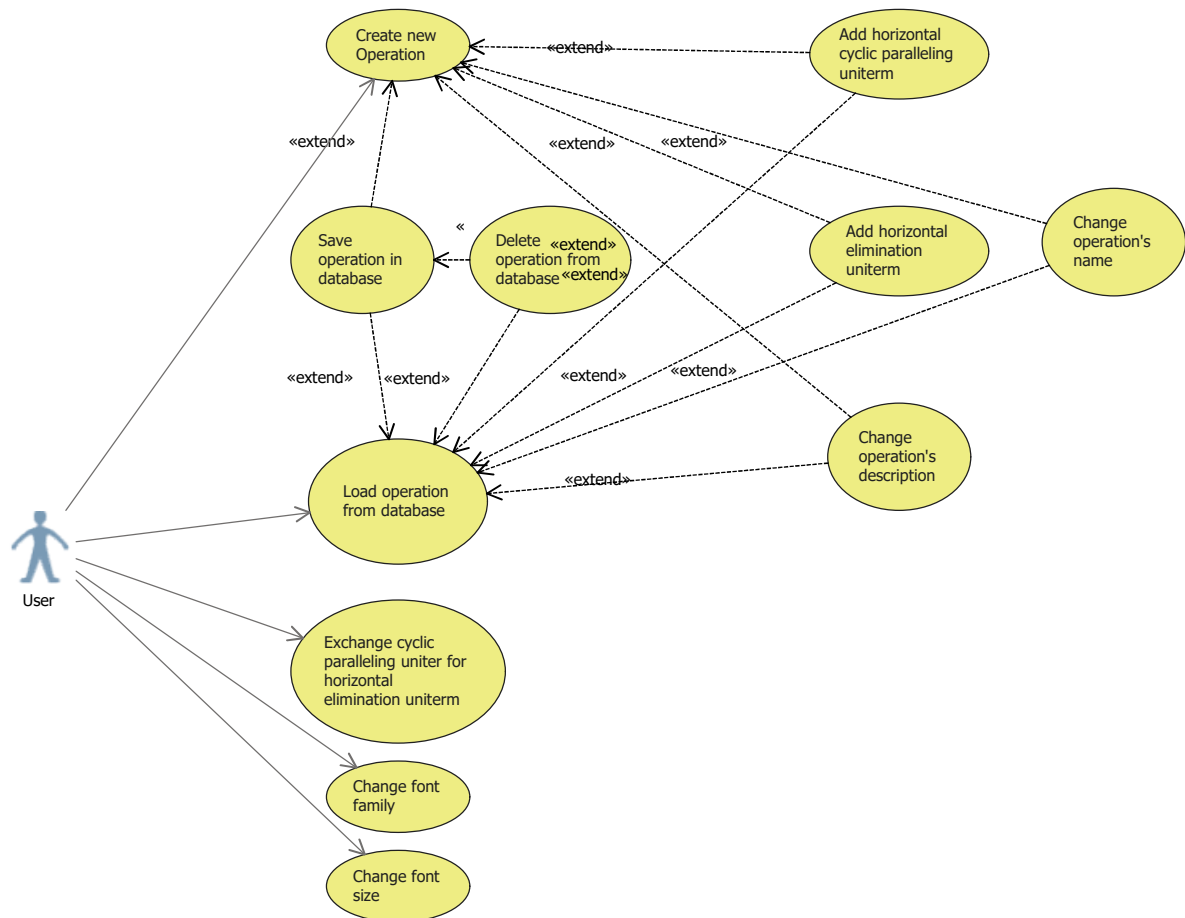 Create new
Operation
«extend»
Add horizontal
cyclic paralleling
uniterm
«extend»
«extend»
«extend»
Save
operation in
database
«
Delete
operation from
database
«extend»
«extend»
Add horizontal
elimination
uniterm
Change
operation's
name
«extend»
«extend»
«extend»
«extend»
Change
operation's
description
«extend»
Load operation
from database
User
Exchange cyclic
paralleling uniter for
horizontal
elimination uniterm
Change font
family
Change font
size